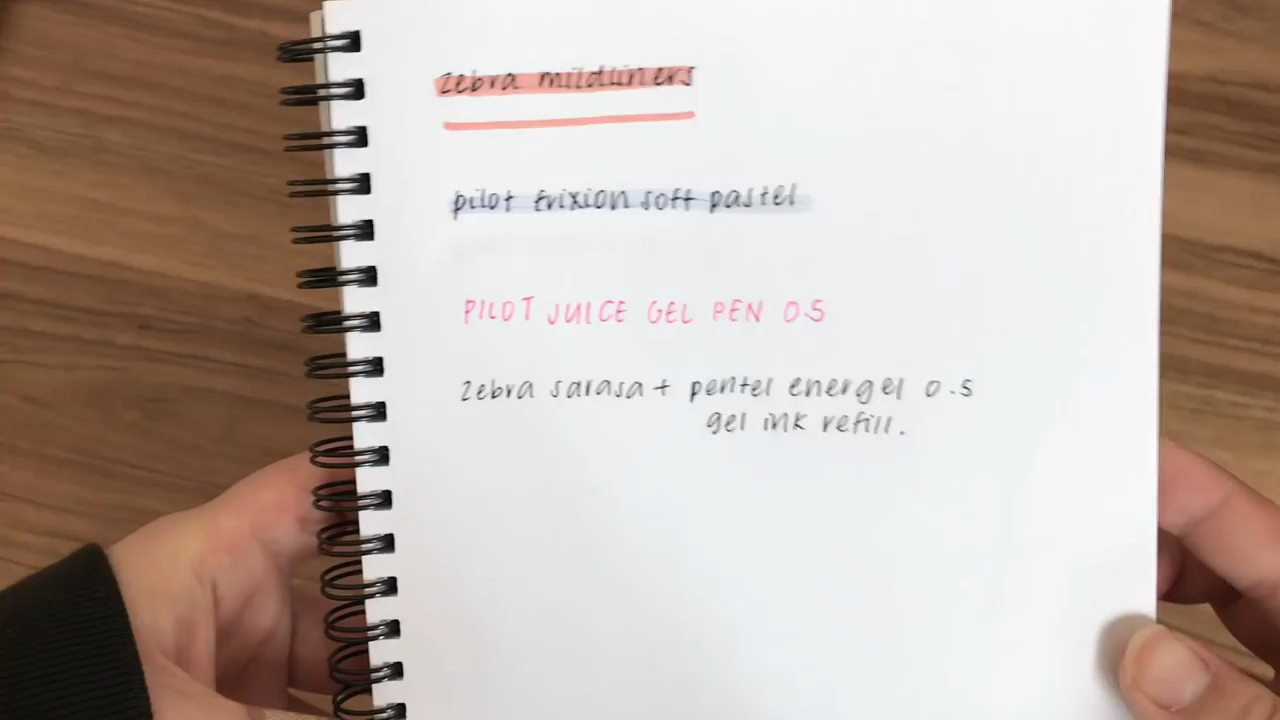 zebra mildliners
pilot frixion soft pastel
PILOT JUICE GEL PEN 0.5
zebra sarasa + pentel energel 0.5
gel ink refill.